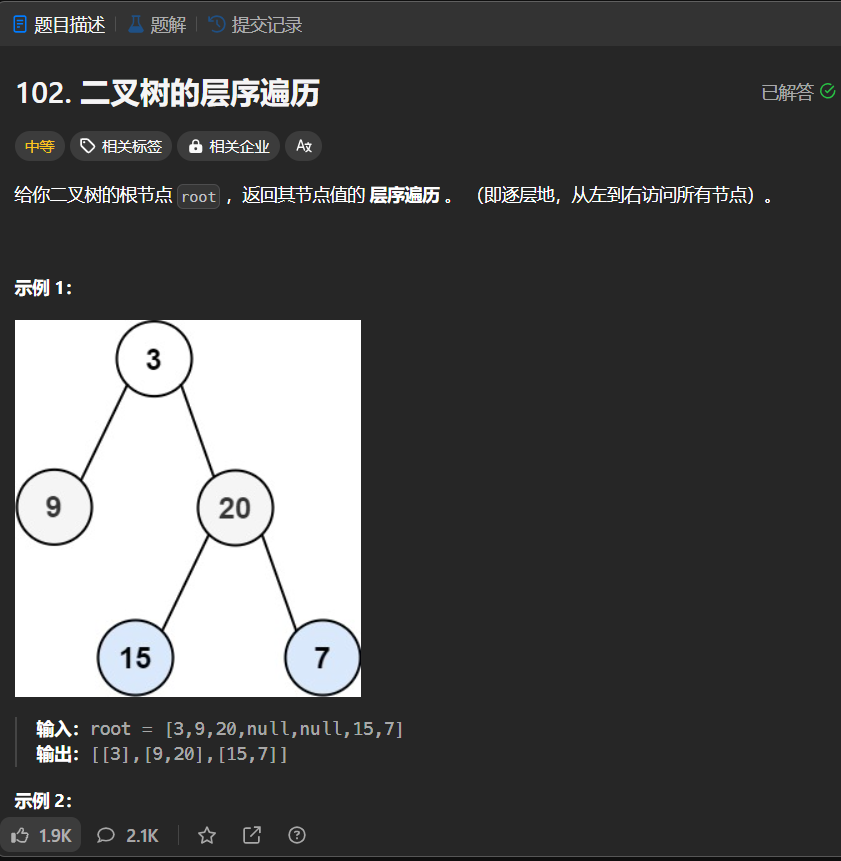 题目描述 题解 提交记录
102. 二叉树的层序遍历
已解答
中等 相关标签 相关企业 Ax
给你二叉树的根节点 root ，返回其节点值的 层序遍历 。 （即逐层地，从左到右访问所有节点）。
示例 1：
3
9
20
15
7
输入：root = [3,9,20,null,null,15,7]
输出：[[3],[9,20],[15,7]]
示例 2：
1.9K 2.1K